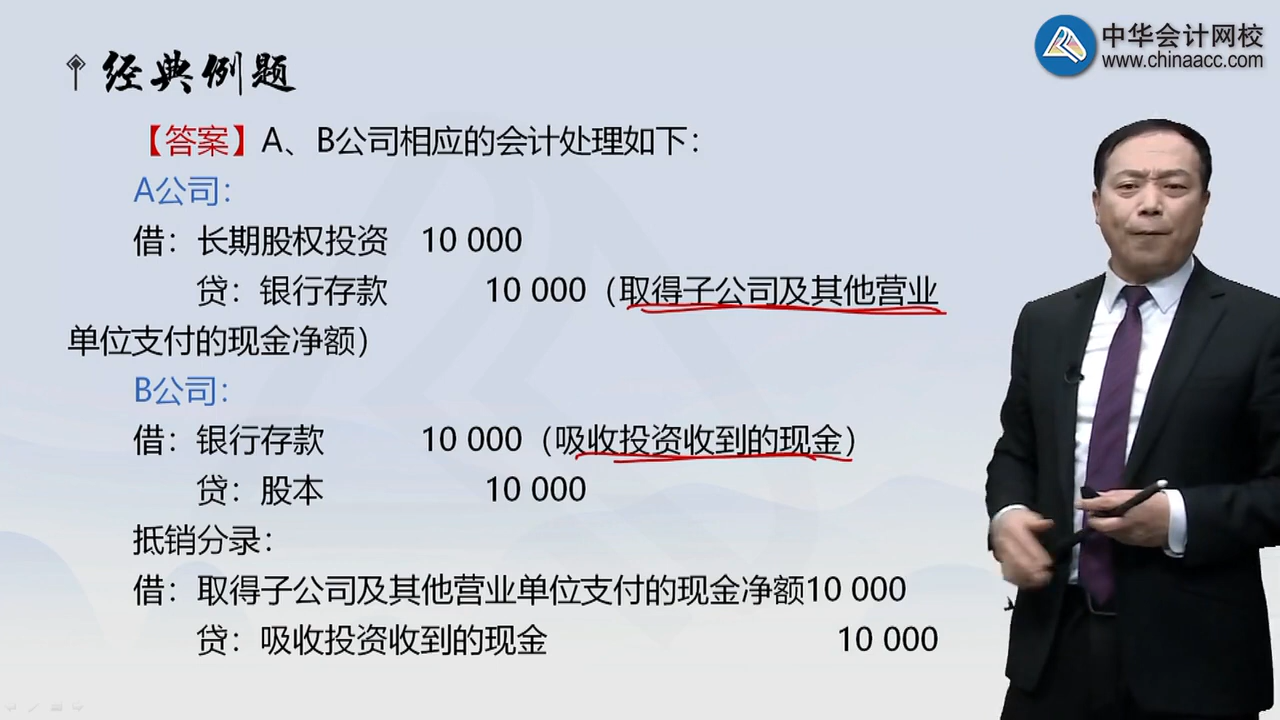 中华会计网校
www.chinaacc.com
经典例题
【答案】A、B公司相应的会计处理如下：
A公司：
借：长期股权投资 10 000
贷：银行存款 10 000（取得子公司及其他营业
单位支付的现金净额）
B公司：
借：银行存款 10 000（吸收投资收到的现金）
贷：股本 10 000
抵销分录：
借：取得子公司及其他营业单位支付的现金净额10 000
贷：吸收投资收到的现金 10 000